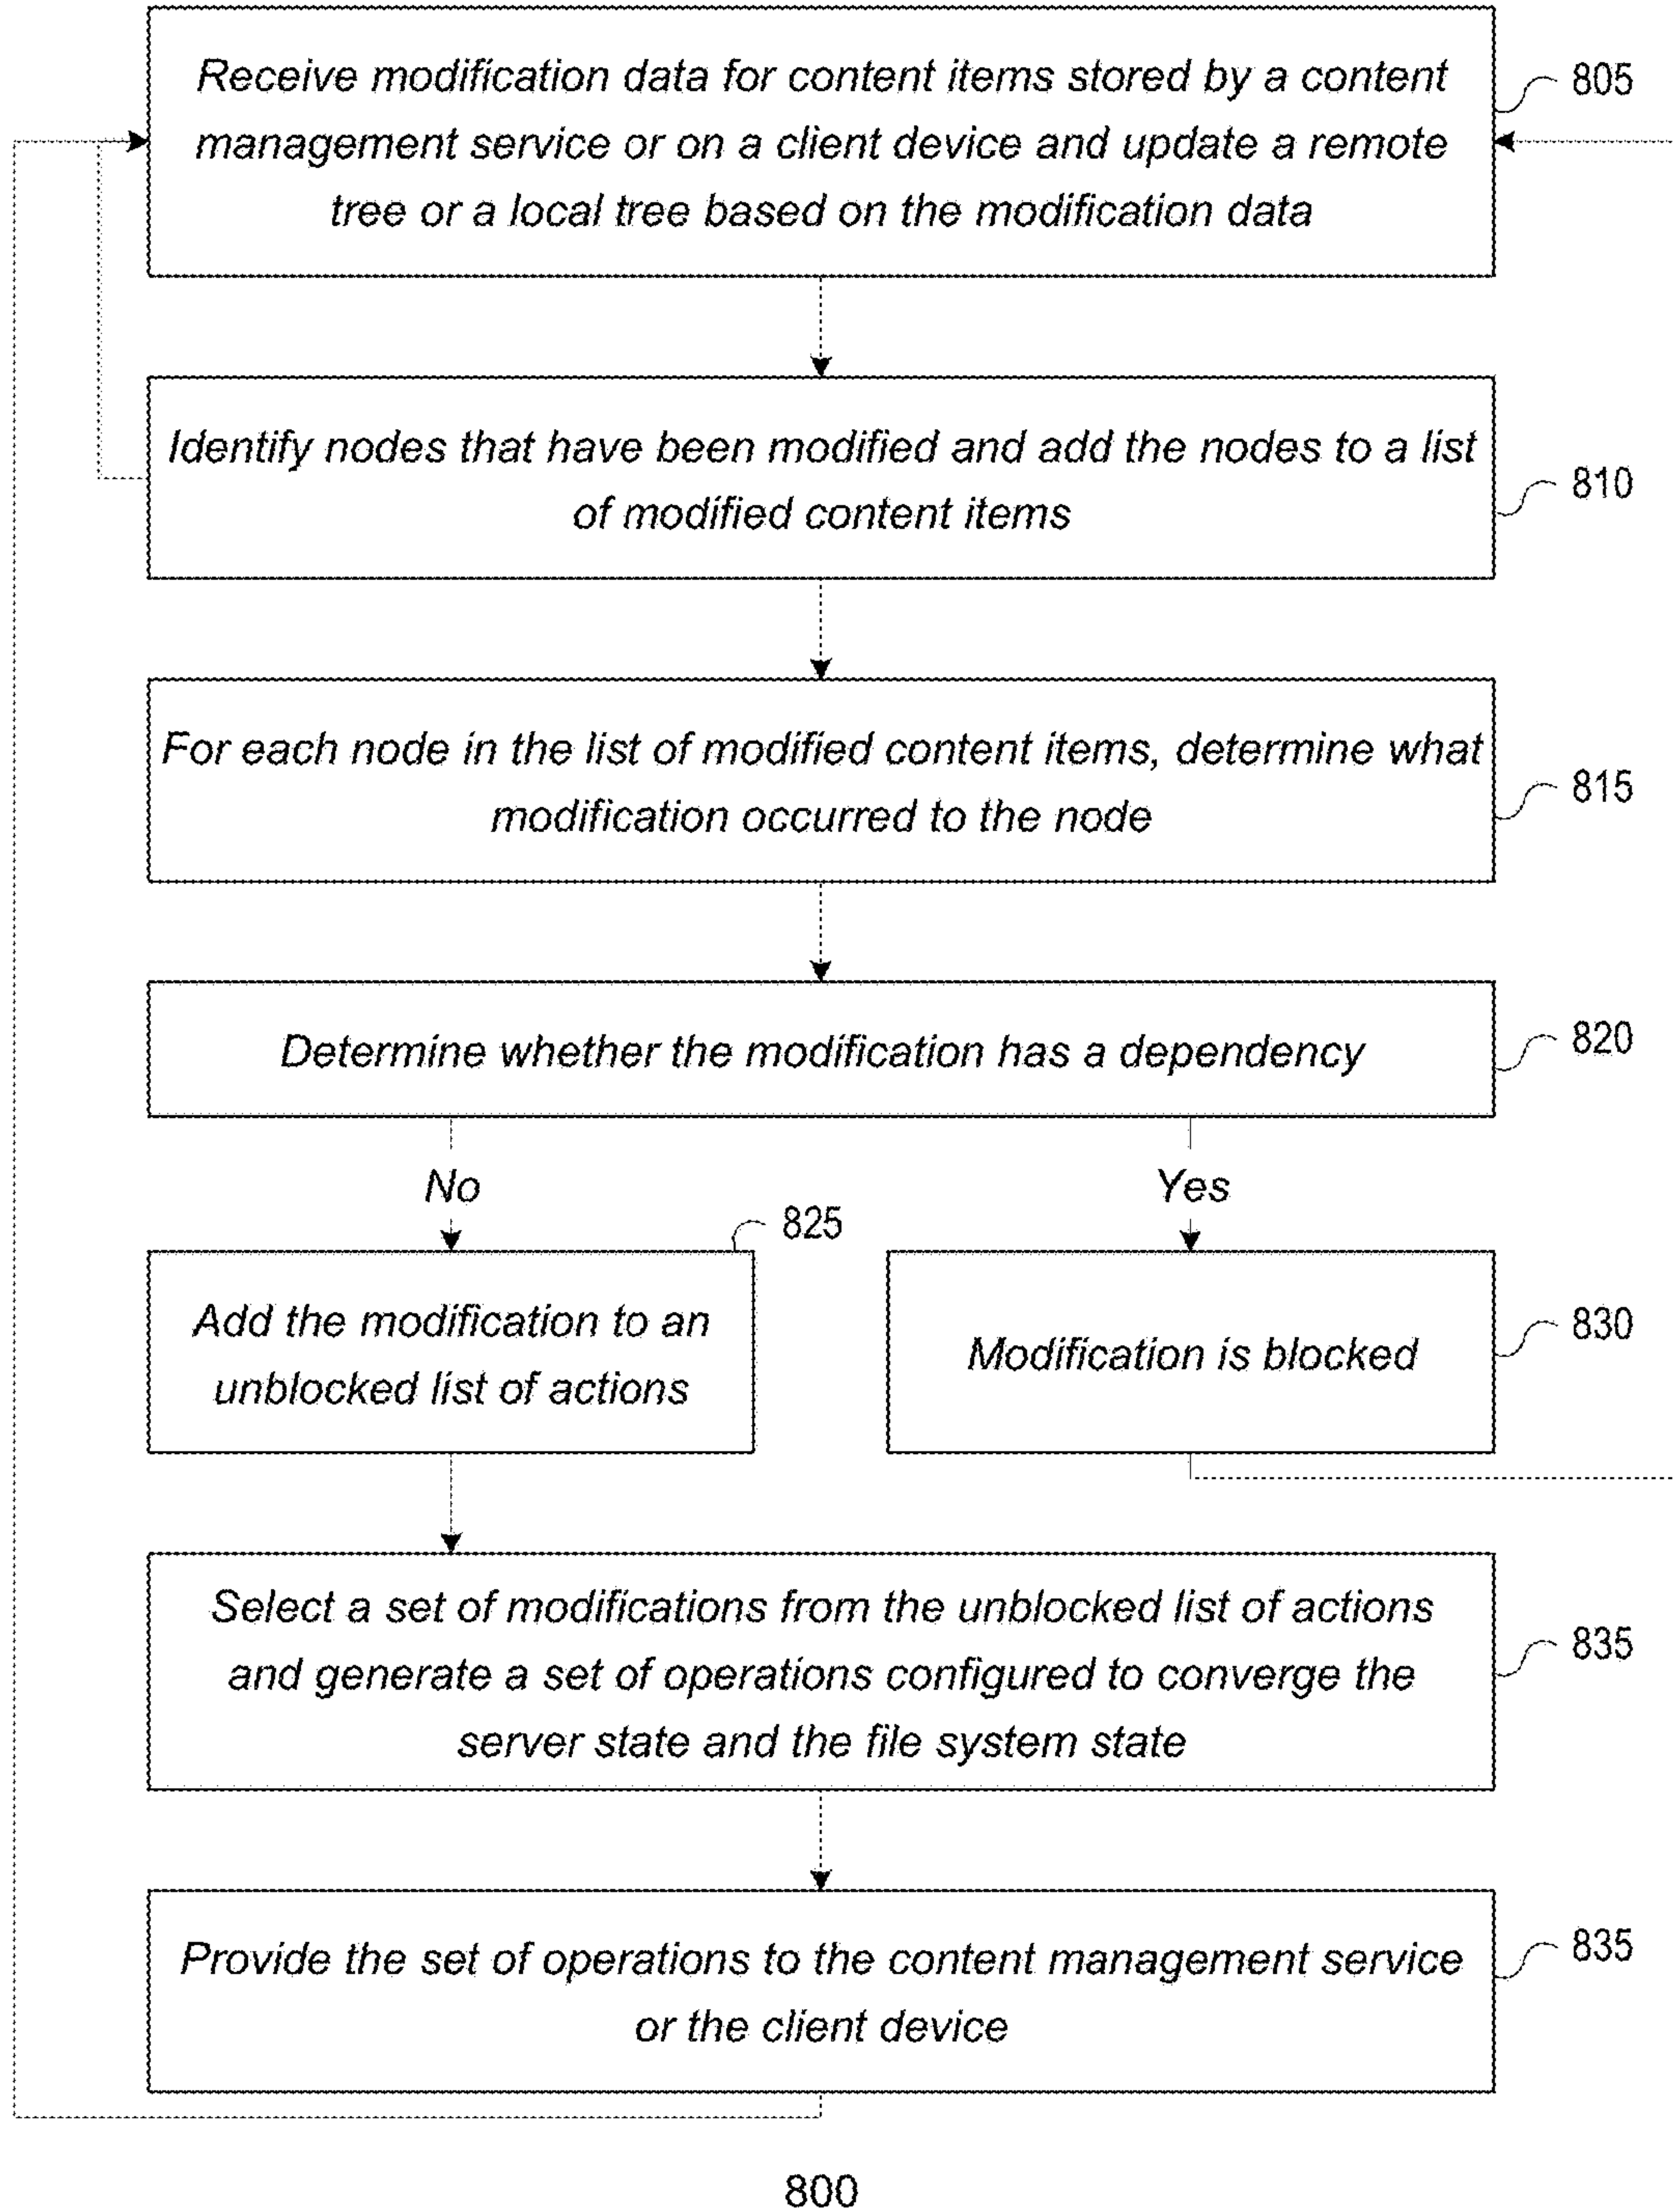 Receive modification data for content items stored by a content
management service or on a client device and update a remote
tree or a local tree based on the modification data
805
Identify nodes that have been modified and add the nodes to a list
of modified content items
810
For each node in the list of modified content items, determine what
modification occurred to the node
815
Determine whether the modification has a dependency
820
No
Yes
825
Add the modification to an
unblocked list of actions
Modification is blocked
830
Select a set of modifications from the unblocked list of actions
and generate a set of operations configured to converge the
server state and the file system state
835
Provide the set of operations to the content management service
or the client device
835
800